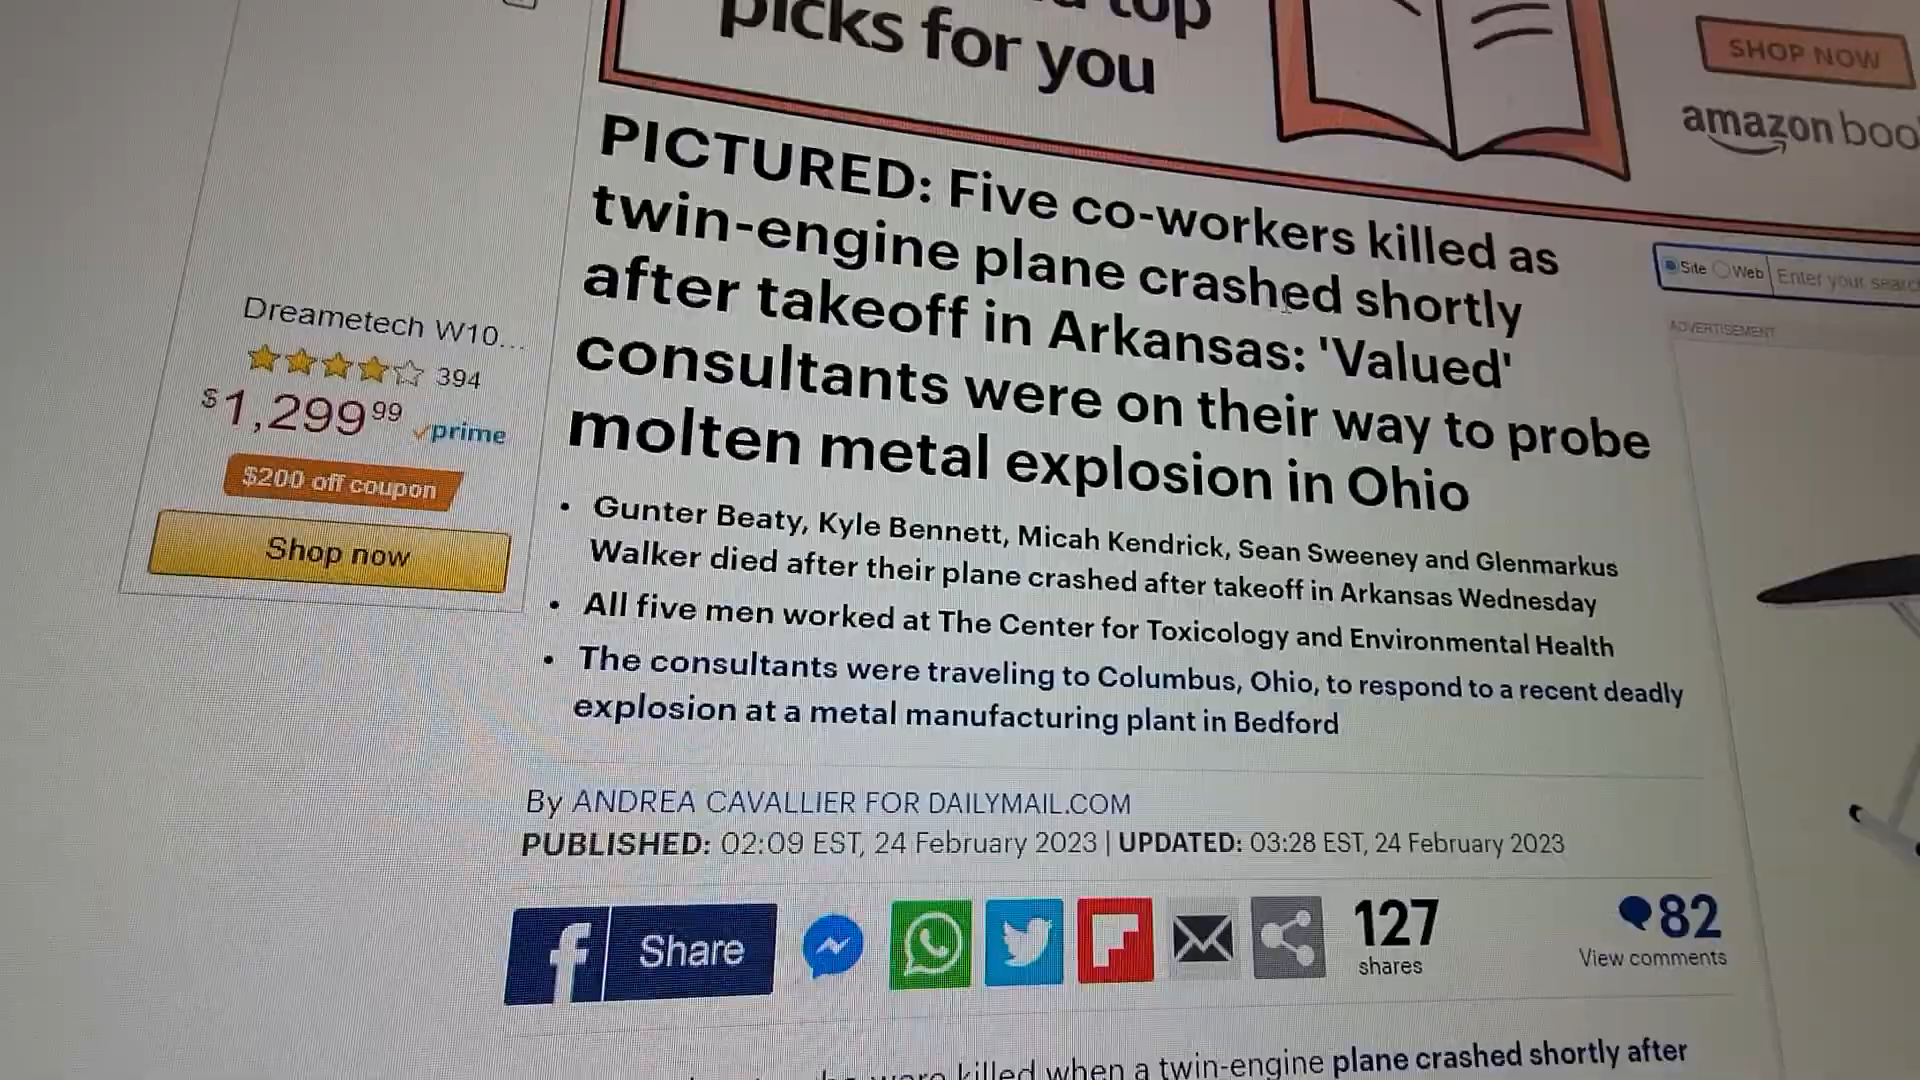 top
picks for you
SHOP NOW
amazon boo
PICTURED: Five co-workers killed as
twin-engine plane crashed shortly
after takeoff in Arkansas: 'Valued'
consultants were on their way to probe
molten metal explosion in Ohio
Site Web Enter your searc
ADVERTISEMENT
Dreametech W10...
394
$1,299.99 prime
$200 off coupon
Shop now
• Gunter Beaty, Kyle Bennett, Micah Kendrick, Sean Sweeney and Glenmarkus
Walker died after their plane crashed after takeoff in Arkansas Wednesday
• All five men worked at The Center for Toxicology and Environmental Health
• The consultants were traveling to Columbus, Ohio, to respond to a recent deadly
explosion at a metal manufacturing plant in Bedford
By ANDREA CAVALLIER FOR DAILYMAIL.COM
PUBLISHED: 02:09 EST, 24 February 2023 | UPDATED: 03:28 EST, 24 February 2023
f Share
127
shares
82
View comments
killed when a twin-engine plane crashed shortly after